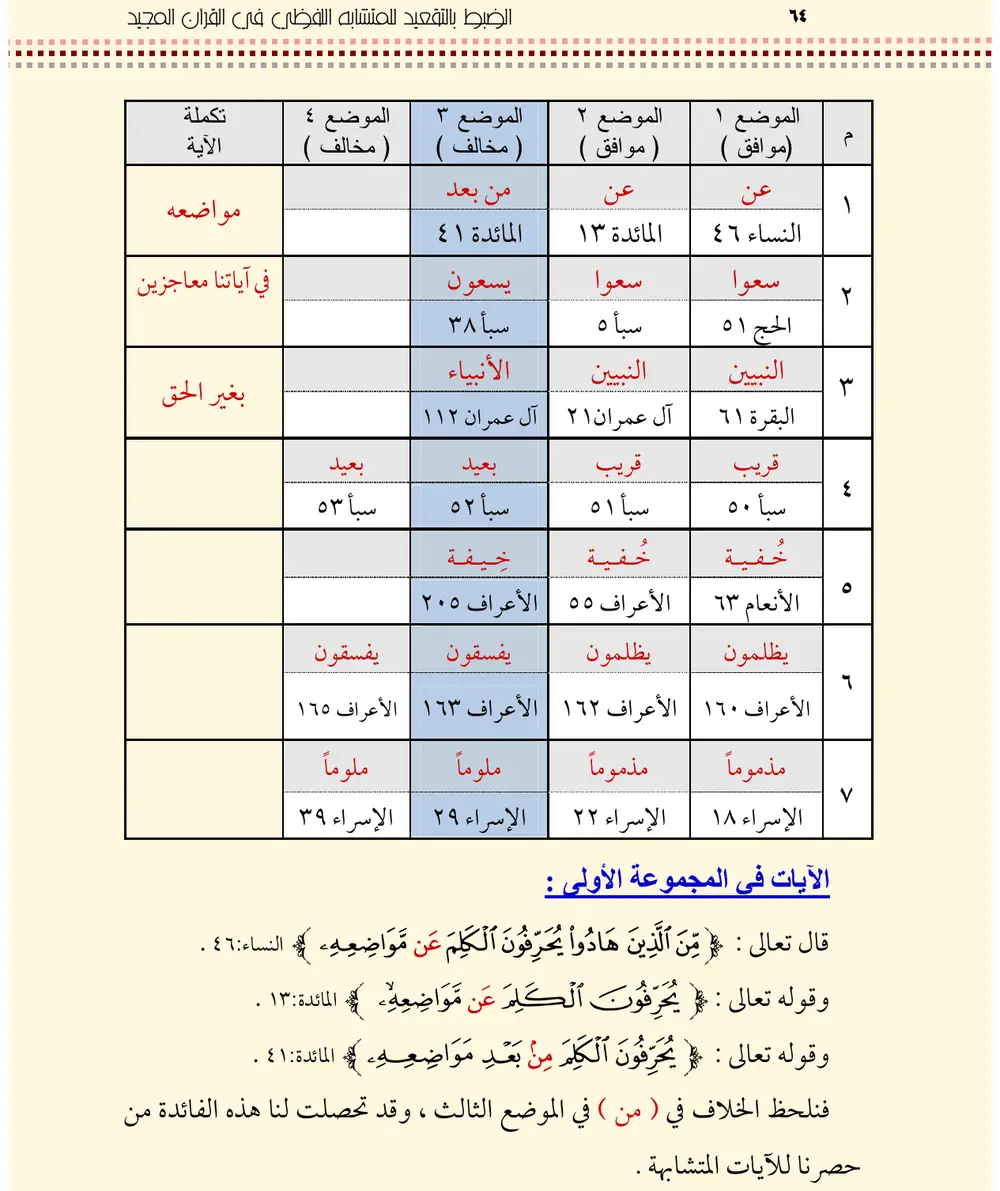 ٦٤ الضبط بالتقعيد للمتشابه اللفظي في القرآن المجيد
م الموضع ١ الموضع ٢ الموضع ٣ الموضع ٤ تكملة
(موافق ) ( موافق ) ( مخالف ) ( مخالف ) الآية
١ عن عن من بعد مواضعه
النساء ٤٦ المائدة ١٣ المائدة ٤١
٢ سعوا سعوا يسعون في آياتنا معاجزين
الحج ٥١ سبأ ٥ سبأ ٣٨
٣ النبيين النبيين الأنبياء بغير الحق
البقرة ٦١ آل عمران٢١ آل عمران ١١٢
٤ قريب قريب بعيد بعيد
سبأ ٥٠ سبأ ٥١ سبأ ٥٢ سبأ ٥٣
٥ خُـفـيـة خُـفـيـة خِـيـفـة
الأنعام ٦٣ الأعراف ٥٥ الأعراف ٢٠٥
٦ يظلمون يظلمون يفسقون يفسقون
الأعراف ١٦٠ الأعراف ١٦٢ الأعراف ١٦٣ الأعراف ١٦٥
٧ مذموماً مذموماً ملوماً ملوماً
الإسراء ١٨ الإسراء ٢٢ الإسراء ٢٩ الإسراء ٣٩
الآيات في المجموعة الأولى :
قال تعالى : ﴿ مِّنَ ٱلَّذِينَ هَادُواْ يُحَرِّفُونَ ٱلْكَلِمَ عَن مَّوَاضِعِهِۦ ﴾ النساء:٤٦ .
وقوله تعالى : ﴿ يُحَرِّفُونَ ٱلْكَلِمَ عَن مَّوَاضِعِهِۦۙ ﴾ المائدة:١٣ .
وقوله تعالى : ﴿ يُحَرِّفُونَ ٱلْكَلِمَ مِنۢ بَعْدِ مَوَاضِعِهِۦ ﴾ المائدة:٤١ .
فنلحظ الخلاف في ( من ) في الموضع الثالث ، وقد تحصلت لنا هذه الفائدة من
حصرنا للآيات المتشابهة .